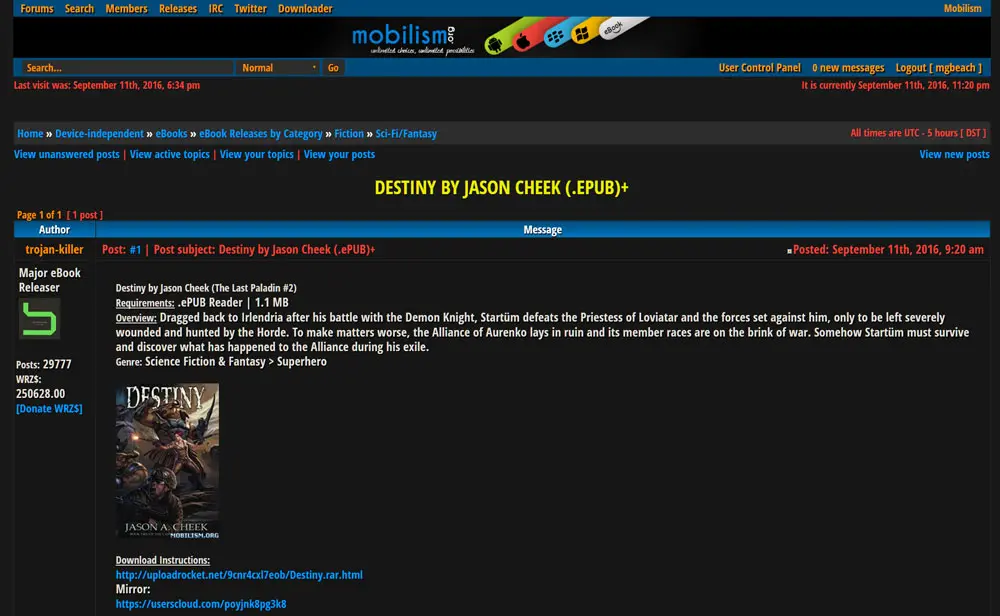 Forums Search Members Releases IRC Twitter Downloader Mobilism
mobilism.org
unlimited choices, unlimited possibilities
eBook
Search... Normal Go User Control Panel 0 new messages Logout [ mgbeach ]
Last visit was: September 11th, 2016, 6:34 pm It is currently September 11th, 2016, 11:20 pm
Home » Device-independent » eBooks » eBook Releases by Category » Fiction » Sci-Fi/Fantasy All times are UTC - 5 hours [ DST ]
View unanswered posts | View active topics | View your topics | View your posts View new posts
DESTINY BY JASON CHEEK (.EPUB)+
Page 1 of 1 [ 1 post ]
Author Message
trojan-killer Post: #1 | Post subject: Destiny by Jason Cheek (.ePUB)+ Posted: September 11th, 2016, 9:20 am
Major eBook
Releaser
Posts: 29777
WRZ$:
250628.00
[Donate WRZ$]
Destiny by Jason Cheek (The Last Paladin #2)
Requirements: .ePUB Reader | 1.1 MB
Overview: Dragged back to Irlendria after his battle with the Demon Knight, Startüm defeats the Priestess of Loviatar and the forces set against him, only to be left severely
wounded and hunted by the Horde. To make matters worse, the Alliance of Aurenko lays in ruin and its member races are on the brink of war. Somehow Startüm must survive
and discover what has happened to the Alliance during his exile.
Genre: Science Fiction & Fantasy > Superhero
DESTINY
JASON A. CHEEK
MOBILISM.ORG
Download Instructions:
http://uploadrocket.net/9cnr4cxl7eob/Destiny.rar.html
Mirror:
https://userscloud.com/poyjnk8pg3k8